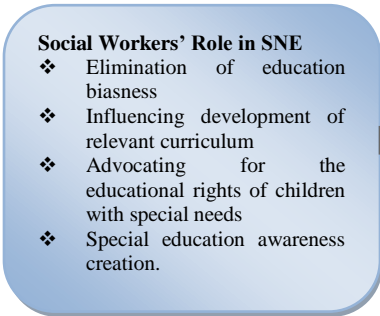 Social Workers’ Role in SNE
❖ Elimination of education
biasness
❖ Influencing development of
relevant curriculum
❖ Advocating for the
educational rights of children
with special needs
❖ Special education awareness
creation.